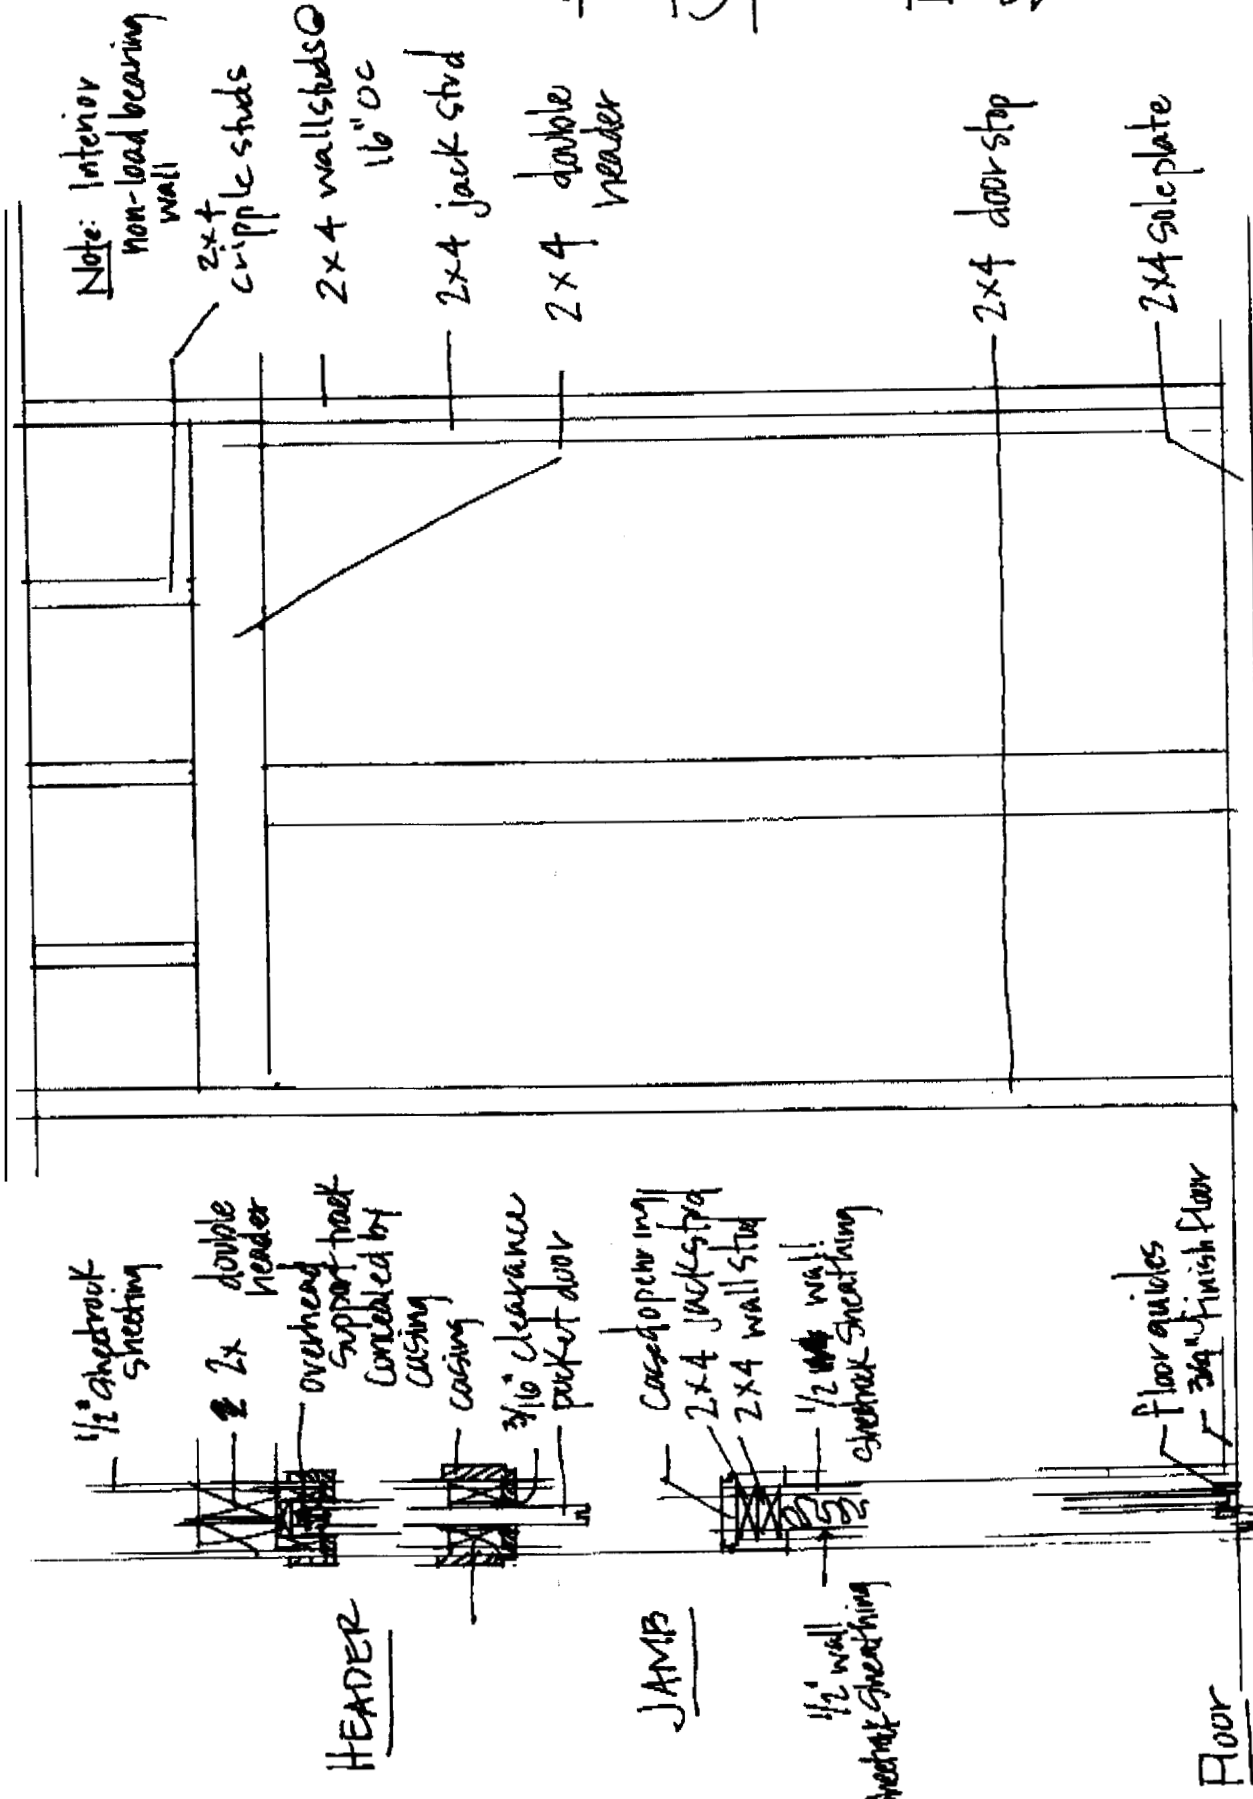 Note: Interior
non-load bearing
wall
2x4
cripple studs
2x4 wall studs @
16" OC
2x4 jack stud
2x4 double
header
2x4 door stop
2x4 sole plate
1/2" sheetrock
sheeting
2x double
header
overhead
support track
concealed by
casing
casing
3/16" clearance
pocket door
HEADER
cased opening
2x4 jack stud
2x4 wall stud
1/2 wall
sheetrock sheathing
JAMB
1/2" wall
sheetrock sheathing
floor guides
3/4" finish floor
Floor